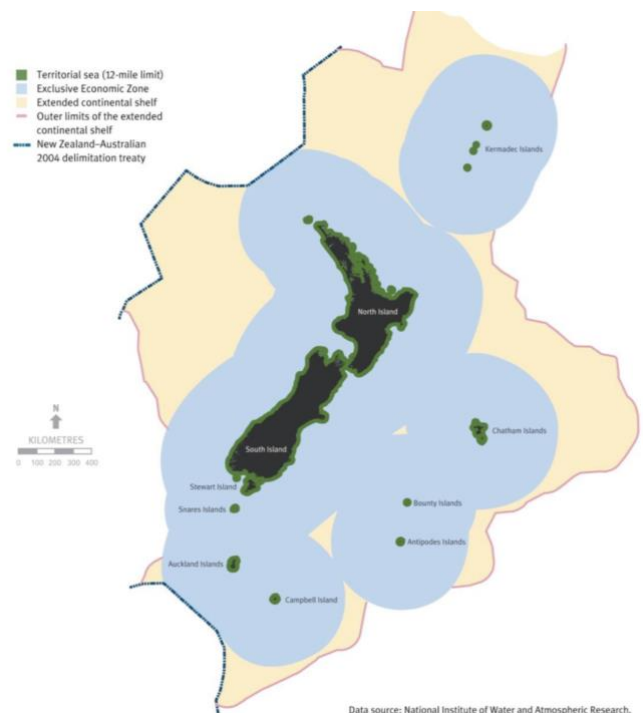 Territorial sea (12-mile limit)
Exclusive Economic Zone
Extended continental shelf
Outer limits of the extended
continental shelf
New Zealand–Australian
2004 delimitation treaty
Kermadec Islands
North Island
N
KILOMETRES
0 100 200 300 400
Chatham Islands
South Island
Stewart Island
Snares Islands
Bounty Islands
Antipodes Islands
Auckland Islands
Campbell Island
Data source: National Institute of Water and Atmospheric Research.